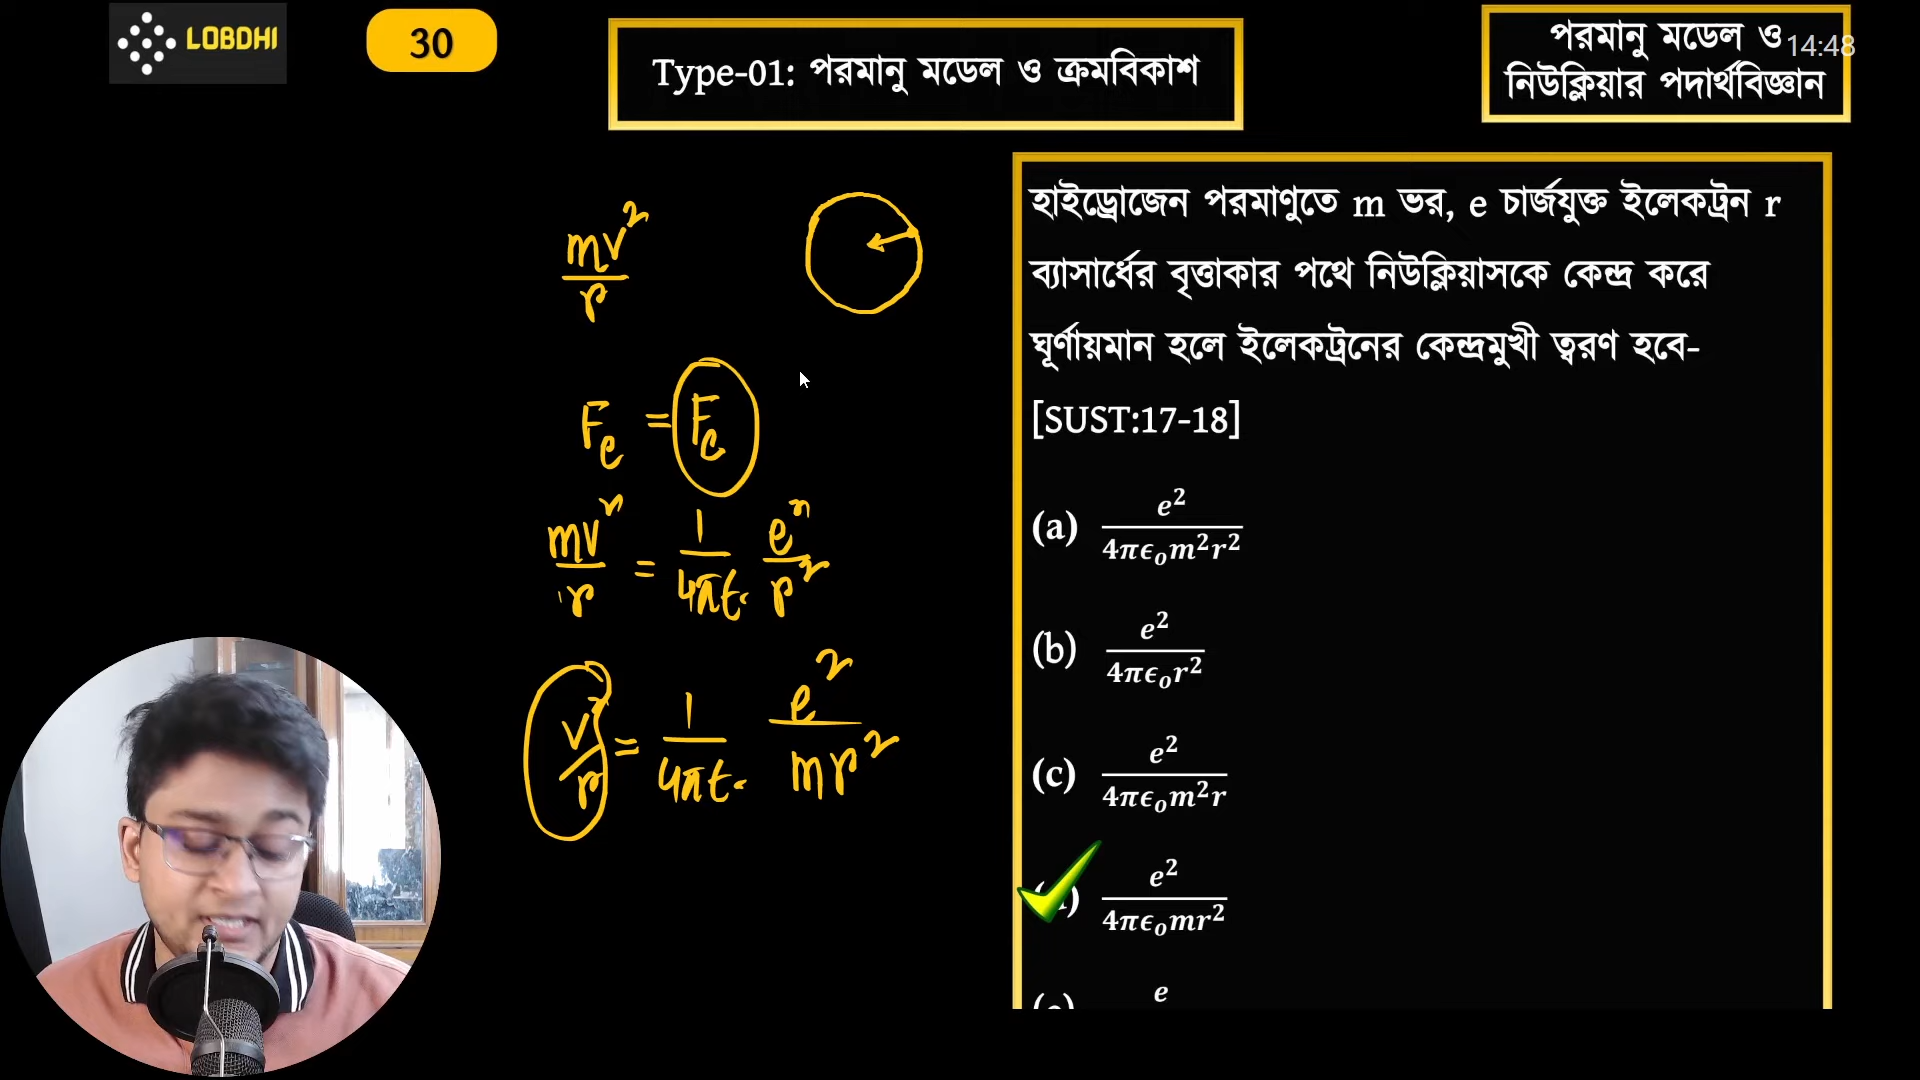 LOBDHI
30
Type-01: পরমানু মডেল ও ক্রমবিকাশ
পরমানু মডেল ও
14:48
নিউক্লিয়ার পদার্থবিজ্ঞান
mv²/r
F_e = F_c
mv²/r = 1/4πϵ₀ e²/r²
v²/r = 1/4πϵ₀ e²/mr²
হাইড্রোজেন পরমাণুতে m ভর, e চার্জযুক্ত ইলেকট্রন r
ব্যাসার্ধের বৃত্তাকার পথে নিউক্লিয়াসকে কেন্দ্র করে
ঘূর্ণায়মান হলে ইলেকট্রনের কেন্দ্রমুখী ত্বরণ হবে-
[SUST:17-18]
(a) e²/4πϵ₀m²r²
(b) e²/4πϵ₀r²
(c) e²/4πϵ₀m²r
e²/4πϵ₀mr²
e